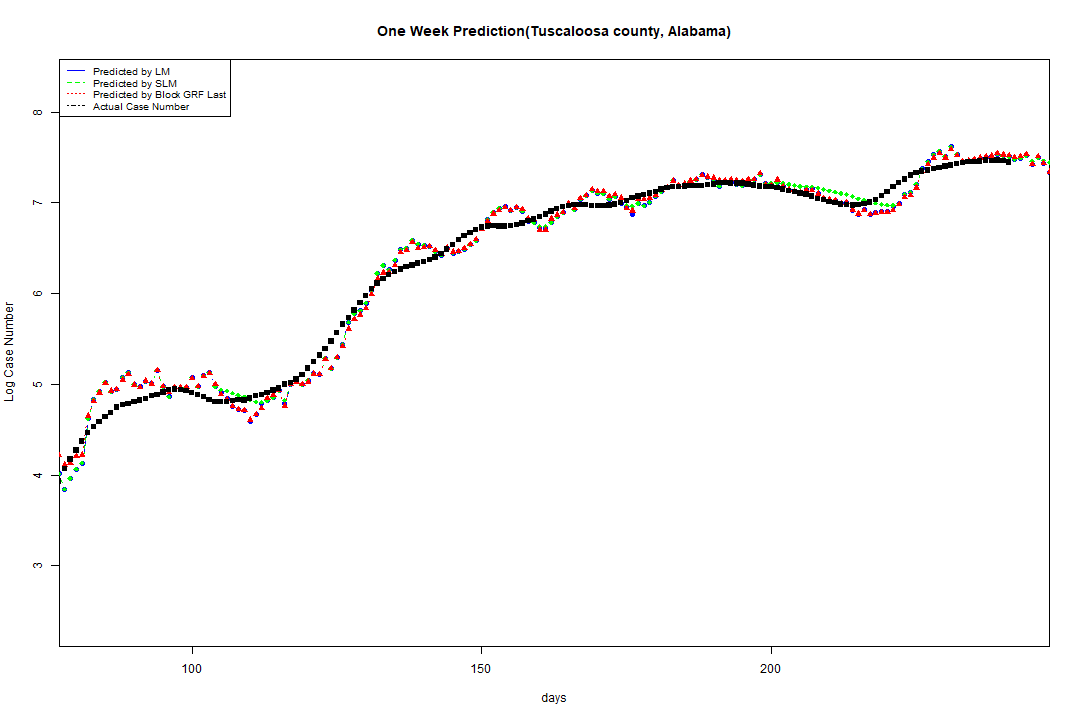 One Week Prediction(Tuscaloosa county, Alabama)
Predicted by LM
Predicted by SLM
Predicted by Block GRF Last
Actual Case Number
8
7
6
5
4
3
Log Case Number
100 150 200
days